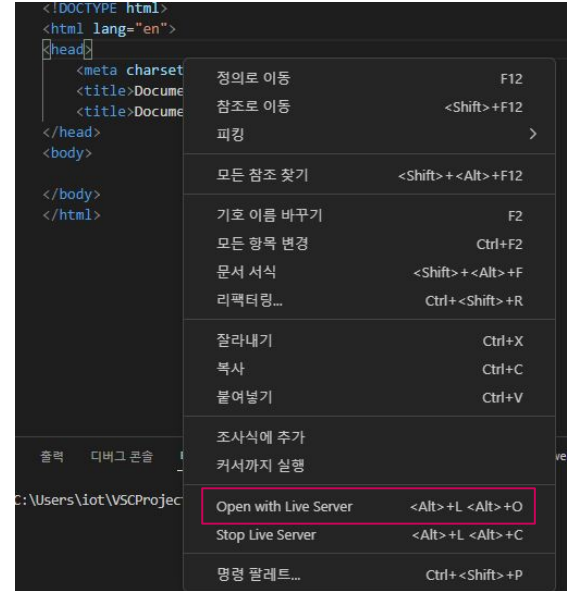 <!DOCTYPE html>
<html lang="en">
<head>
<meta charset
<title>Docume
<title>Docume
</head>
<body>
</body>
</html>
정의로 이동 F12
참조로 이동 <Shift>+F12
피킹 >
모든 참조 찾기 <Shift>+<Alt>+F12
기호 이름 바꾸기 F2
모든 항목 변경 Ctrl+F2
문서 서식 <Shift>+<Alt>+F
리팩터링... Ctrl+<Shift>+R
잘라내기 Ctrl+X
복사 Ctrl+C
붙여넣기 Ctrl+V
조사식에 추가
커서까지 실행
Open with Live Server <Alt>+L <Alt>+O
Stop Live Server <Alt>+L <Alt>+C
명령 팔레트... Ctrl+<Shift>+P
출력 디버그 콘솔
C:\Users\iot\VSCProjec